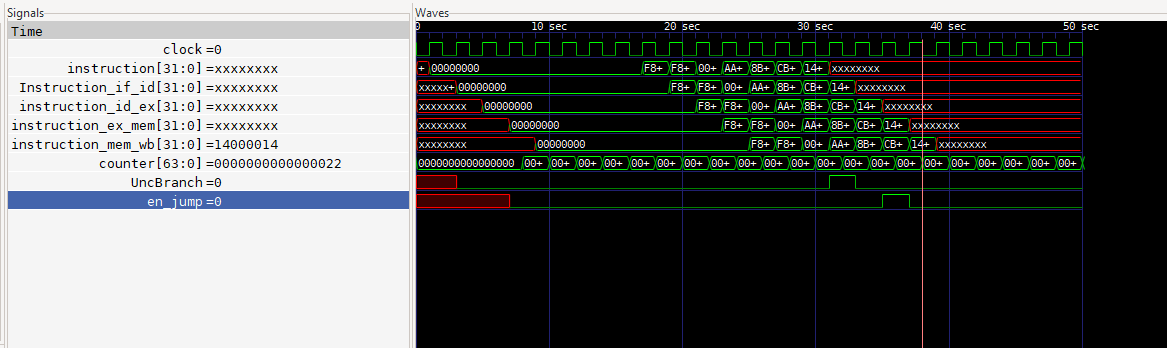 Signals Waves
Time 0 10 sec 20 sec 30 sec 40 sec 50 sec
clock =0
instruction[31:0] =xxxxxxxx + 00000000 F8+ F8+ 00+ AA+ 8B+ CB+ 14+ xxxxxxxx
Instruction_if_id[31:0] =xxxxxxxx xxxxx+ 00000000 F8+ F8+ 00+ AA+ 8B+ CB+ 14+ xxxxxxxx
instruction_id_ex[31:0] =xxxxxxxx xxxxxxxx 00000000 F8+ F8+ 00+ AA+ 8B+ CB+ 14+ xxxxxxxx
instruction_ex_mem[31:0] =xxxxxxxx xxxxxxxx 00000000 F8+ F8+ 00+ AA+ 8B+ CB+ 14+ xxxxxxxx
instruction_mem_wb[31:0] =14000014 xxxxxxxx 00000000 F8+ F8+ 00+ AA+ 8B+ CB+ 14+ xxxxxxxx
counter[63:0] =0000000000000022 0000000000000000 00+ 00+ 00+ 00+ 00+ 00+ 00+ 00+ 00+ 00+ 00+ 00+ 00+ 00+ 00+ 00+ 00+ 00+ 00+ 00+ 00+
UncBranch =0
en_jump =0